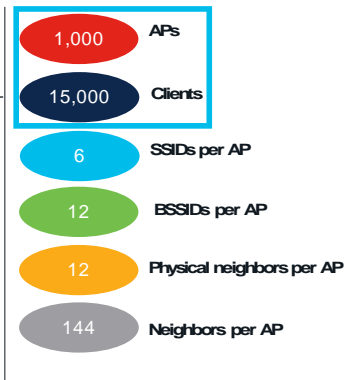 1,000 APs
15,000 Clients
6 SSIDs per AP
12 BSSIDs per AP
12 Physical neighbors per AP
144 Neighbors per AP